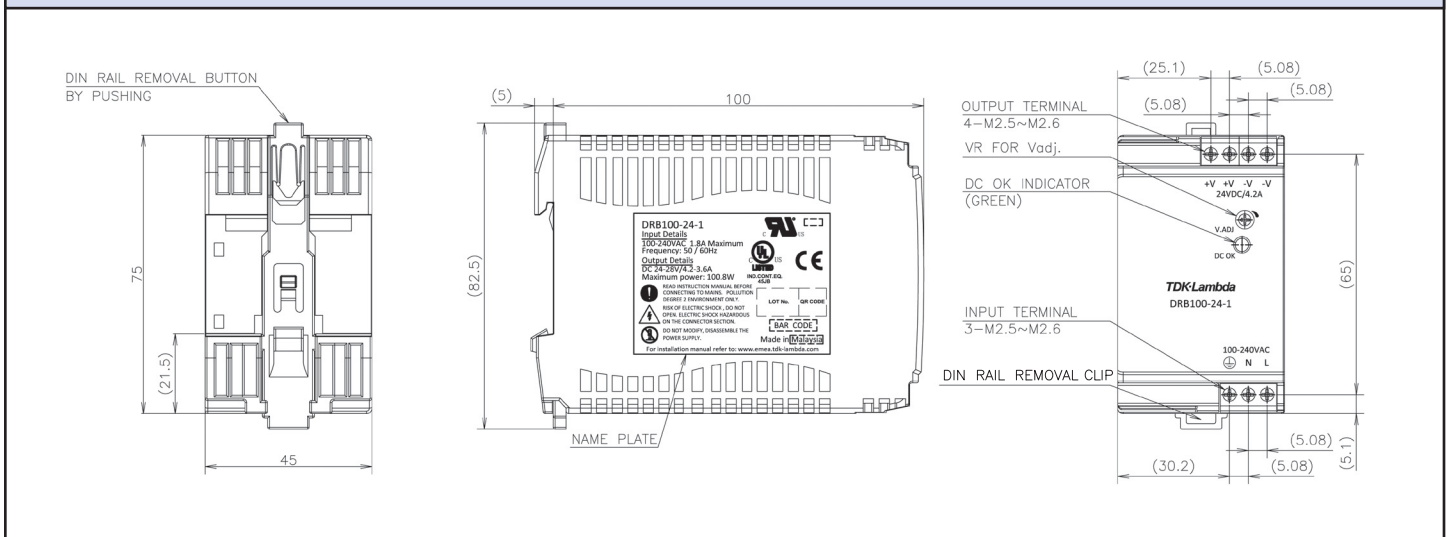 DIN RAIL REMOVAL BUTTON
BY PUSHING
75
(21.5)
45
(5)
100
(82.5)
DRB100-24-1
Input Details
100-240VAC 1.8A Maximum
Frequency: 50 / 60Hz
Output Details
DC 24-28V/4.2-3.6A
Maximum power: 100.8W
C US
C UL US
LISTED
IND.CONT.EQ.
45JB
CE
READ INSTRUCTION MANUAL BEFORE
CONNECTING TO MAINS. POLLUTION
DEGREE 2 ENVIRONMENT ONLY.
RISK OF ELECTRIC SHOCK , DO NOT
OPEN. ELECTRIC SHOCK HAZARDOUS
ON THE CONNECTOR SECTION.
DO NOT MODIFY, DISASSEMBLE THE
POWER SUPPLY.
LOT No.
QR CODE
BAR CODE
Made in Malaysia
For installation manual refer to: www.emea.tdk-lambda.com
NAME PLATE
(25.1)
(5.08)
(5.08)
(5.08)
OUTPUT TERMINAL
4-M2.5~M2.6
VR FOR Vadj.
DC OK INDICATOR
(GREEN)
+V +V -V -V
24VDC/4.2A
V.ADJ
DC OK
TDK-Lambda
DRB100-24-1
INPUT TERMINAL
3-M2.5~M2.6
100-240VAC
N L
DIN RAIL REMOVAL CLIP
(65)
(5.1)
(5.08)
(30.2)
(5.08)